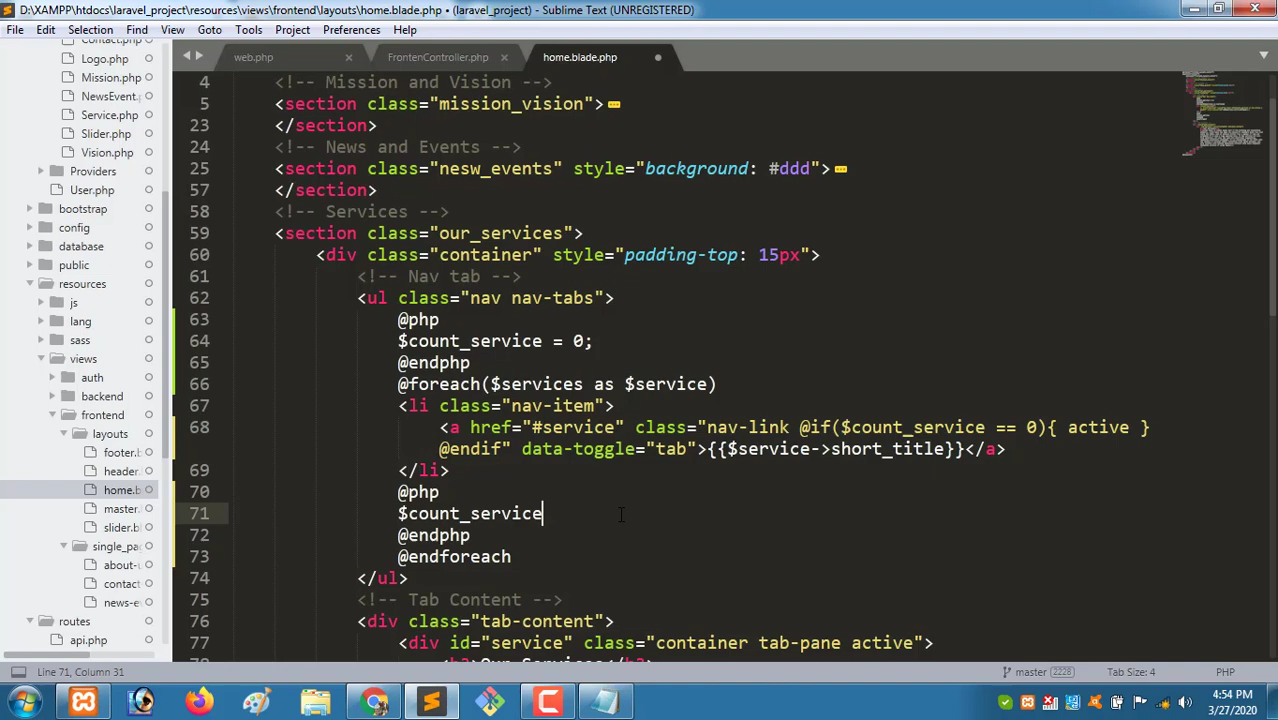 D:\XAMPP\htdocs\laravel_project\resources\views\frontend\layouts\home.blade.php • (laravel_project) - Sublime Text (UNREGISTERED)
File Edit Selection Find View Goto Tools Project Preferences Help
Contact.php
Logo.php
Mission.php
NewsEvent.
Service.php
Slider.php
Vision.php
Providers
User.php
bootstrap
config
database
public
resources
js
lang
sass
views
auth
backend
frontend
layouts
footer.b
header.
home.b
master.
slider.bl
single_pa
about-u
contact
news-e
routes
api.php
web.php FrontenController.php home.blade.php
4 <!-- Mission and Vision -->
5 <section class="mission_vision">
23 </section>
24 <!-- News and Events -->
25 <section class="nesw_events" style="background: #ddd">
57 </section>
58 <!-- Services -->
59 <section class="our_services">
60 <div class="container" style="padding-top: 15px">
61 <!-- Nav tab -->
62 <ul class="nav nav-tabs">
63 @php
64 $count_service = 0;
65 @endphp
66 @foreach($services as $service)
67 <li class="nav-item">
68 <a href="#service" class="nav-link @if($count_service == 0){ active }
@endif" data-toggle="tab">{{$service->short_title}}</a>
69 </li>
70 @php
71 $count_service
72 @endphp
73 @endforeach
74 </ul>
75 <!-- Tab Content -->
76 <div class="tab-content">
77 <div id="service" class="container tab-pane active">
78 <h3>Our Services</h3>
Line 71, Column 31 master 2228 Tab Size: 4 PHP
4:54 PM
3/27/2020